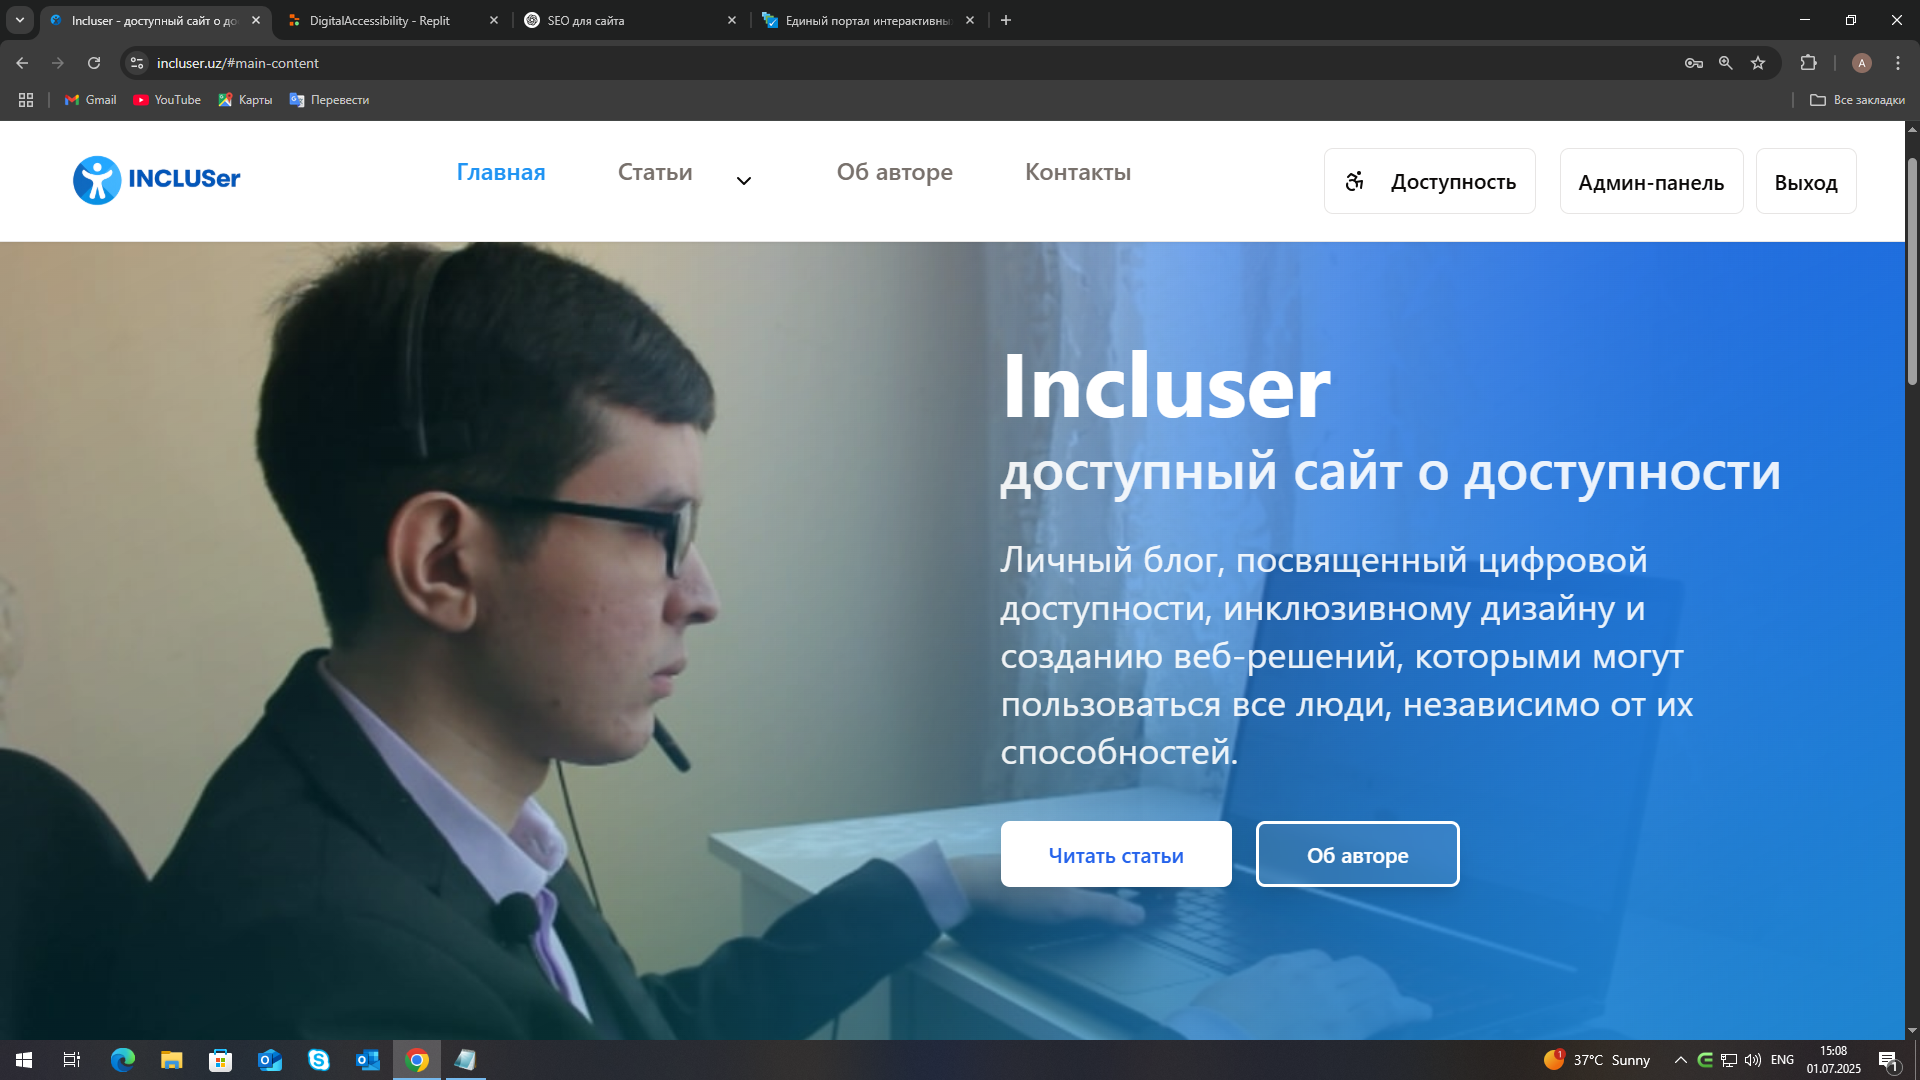 Incluser - доступный сайт о до
DigitalAccessibility - Replit
SEO для сайта
Единый портал интерактивны
incluser.uz/#main-content
A
Gmail
YouTube
Карты
Перевести
Все закладки
INCLUSer
Главная
Статьи
Об авторе
Контакты
Доступность
Админ-панель
Выход
Incluser
доступный сайт о доступности
Личный блог, посвященный цифровой
доступности, инклюзивному дизайну и
созданию веб-решений, которыми могут
пользоваться все люди, независимо от их
способностей.
Читать статьи
Об авторе
1
37°C Sunny
ENG
15:08
01.07.2025
1